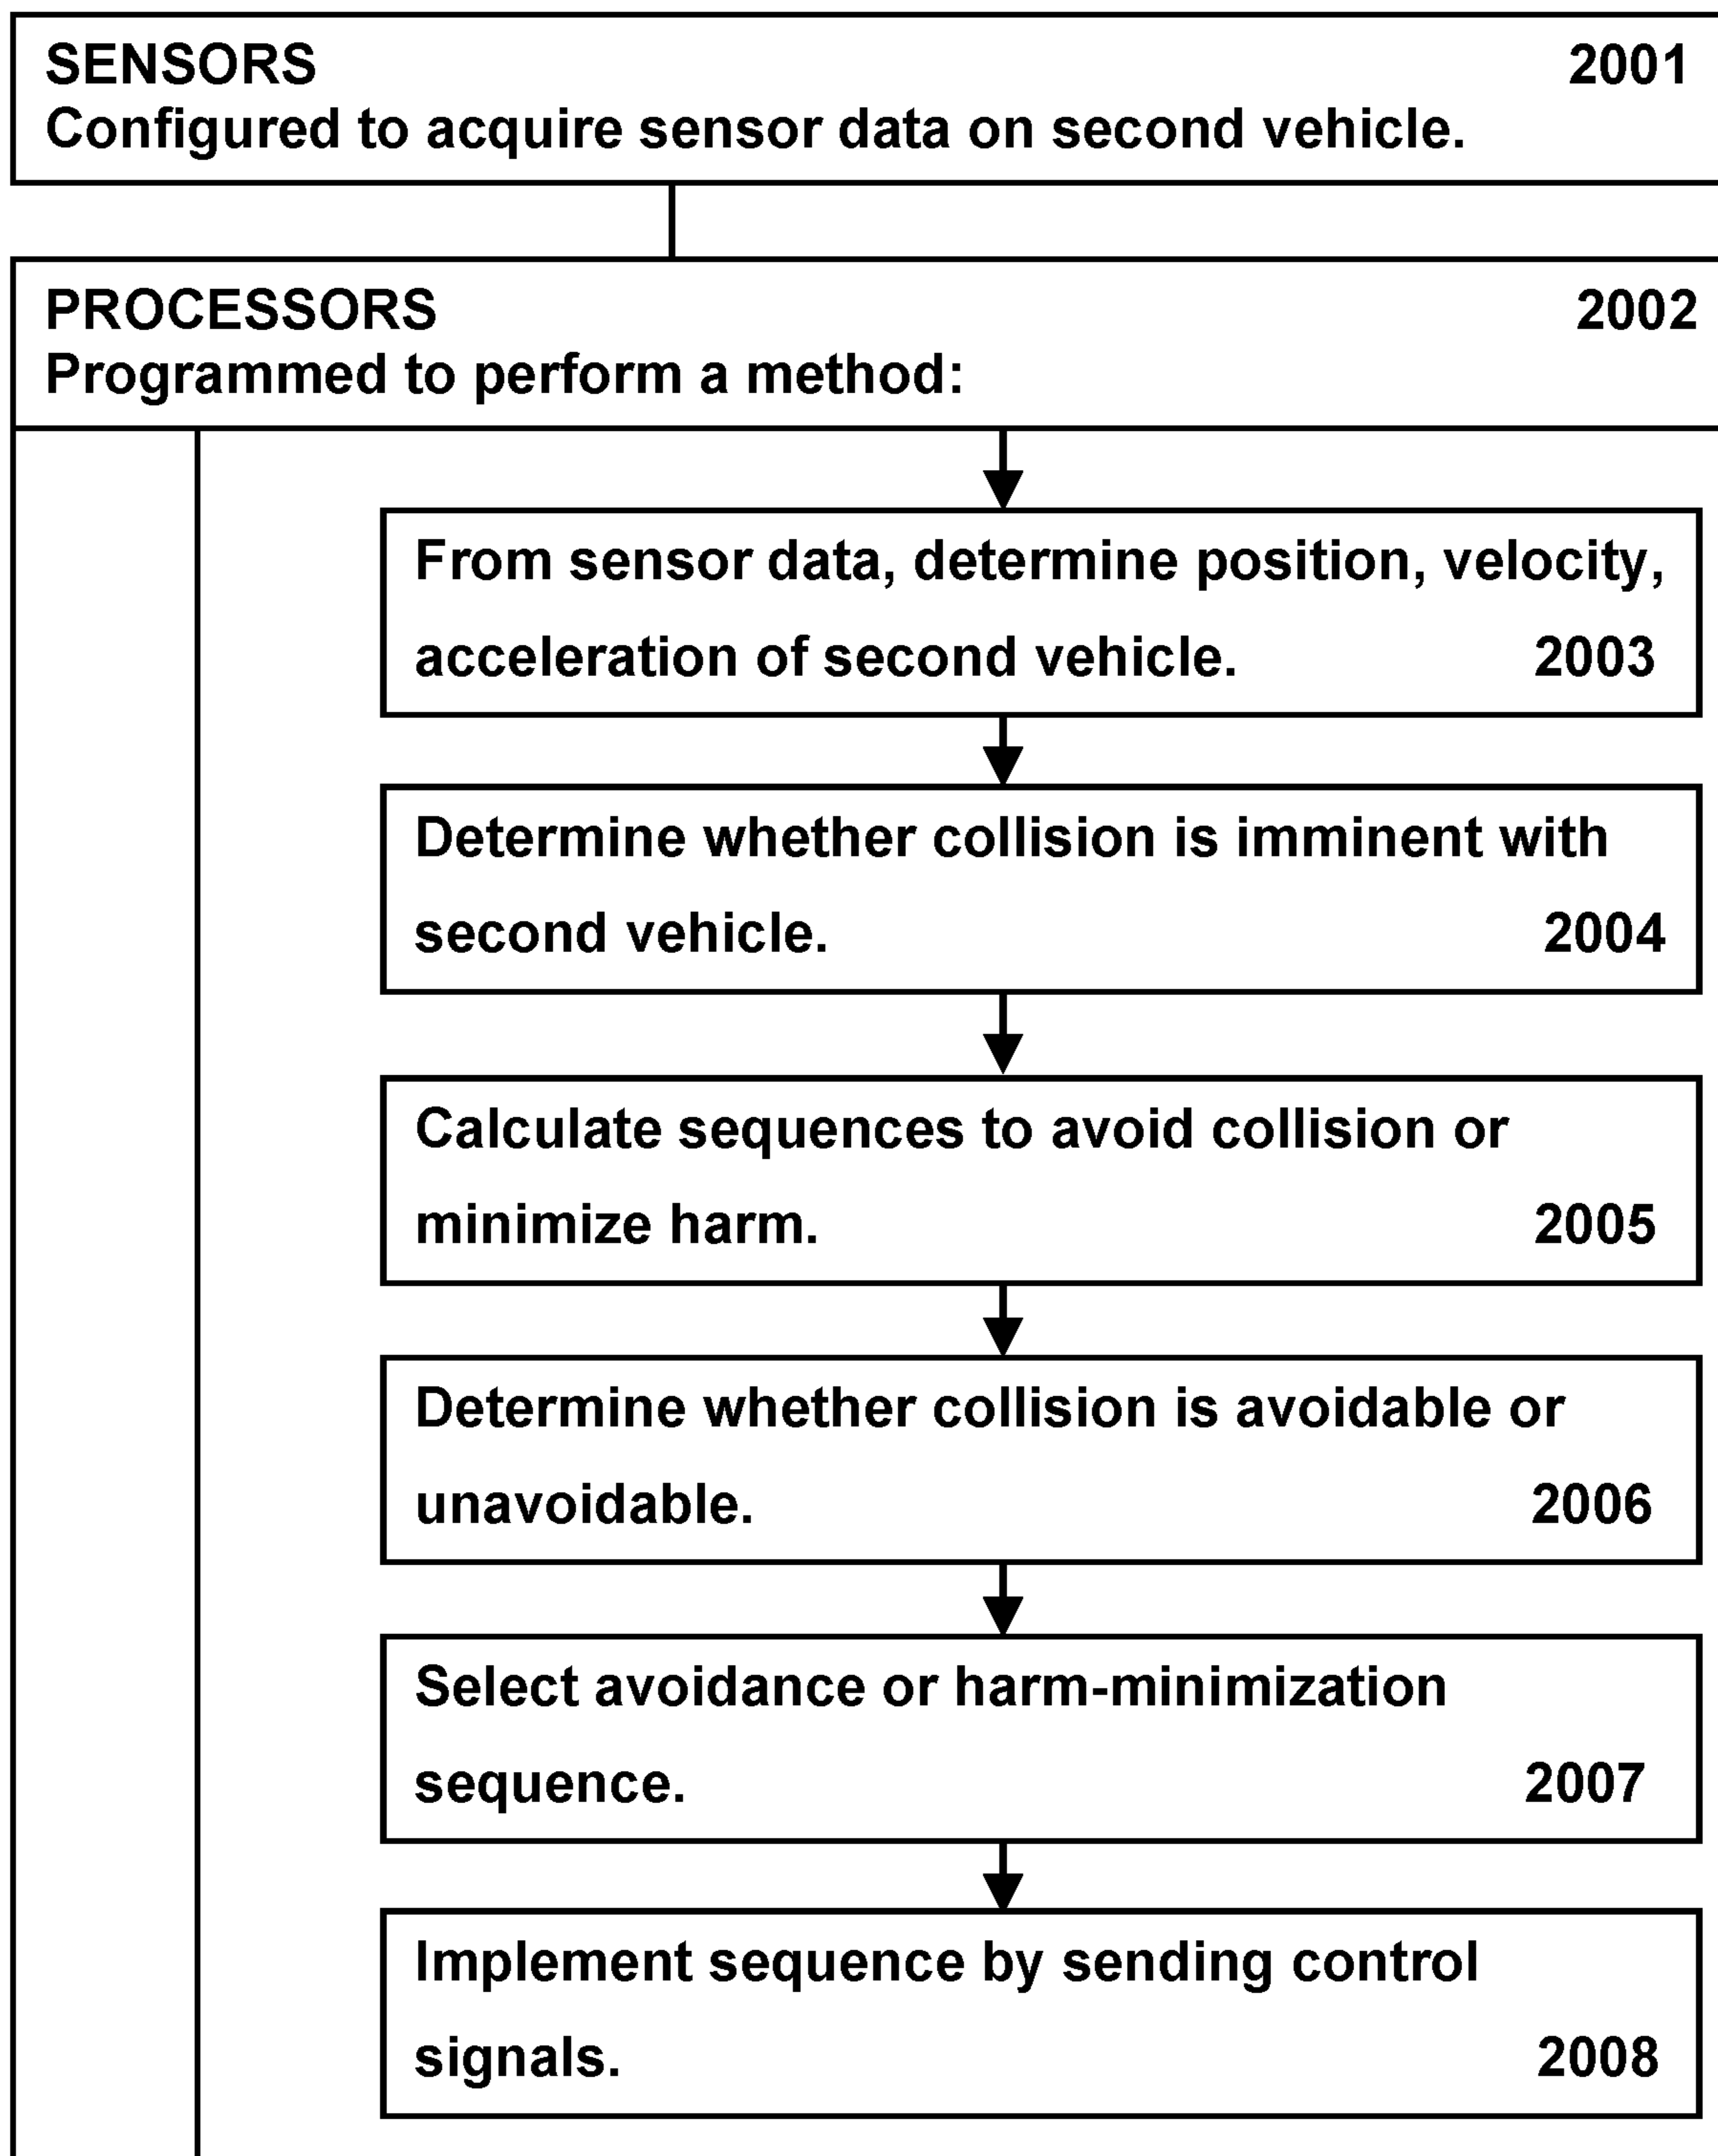 SENSORS 2001
Configured to acquire sensor data on second vehicle.
PROCESSORS 2002
Programmed to perform a method:
From sensor data, determine position, velocity,
acceleration of second vehicle. 2003
Determine whether collision is imminent with
second vehicle. 2004
Calculate sequences to avoid collision or
minimize harm. 2005
Determine whether collision is avoidable or
unavoidable. 2006
Select avoidance or harm-minimization
sequence. 2007
Implement sequence by sending control
signals. 2008